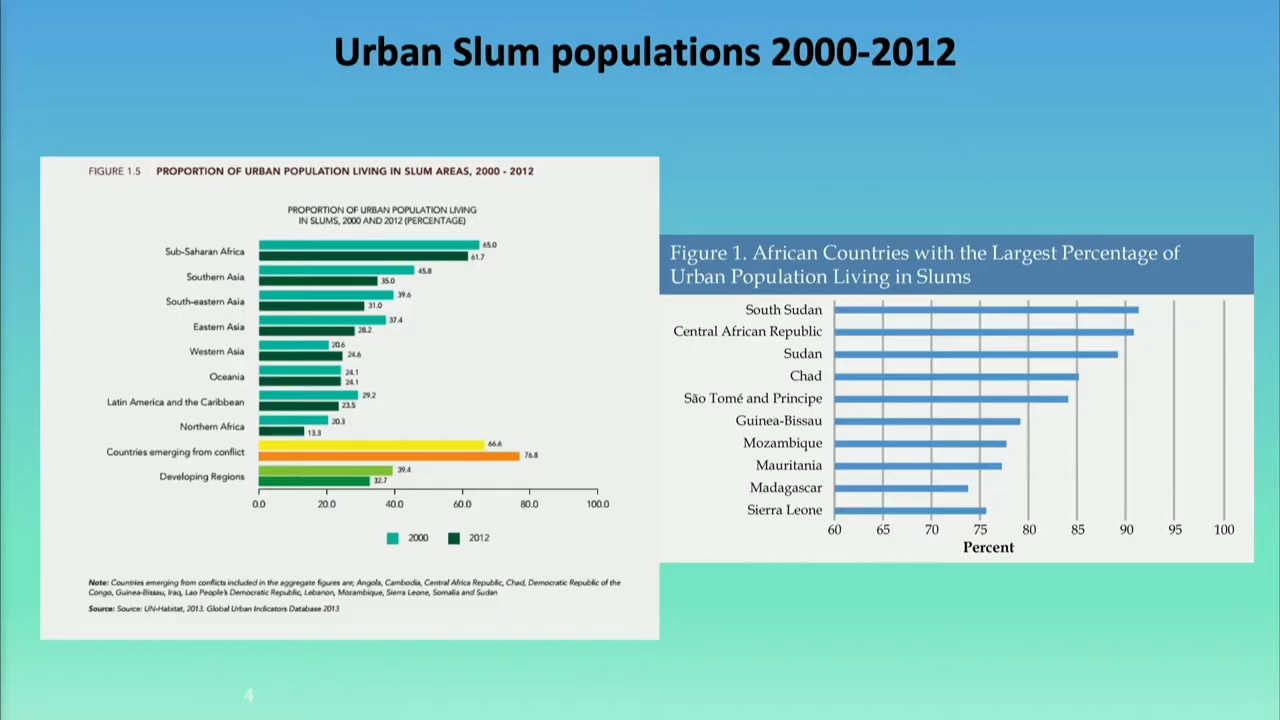 Urban Slum populations 2000-2012
FIGURE 1.5 PROPORTION OF URBAN POPULATION LIVING IN SLUM AREAS, 2000 - 2012
PROPORTION OF URBAN POPULATION LIVING
IN SLUMS, 2000 AND 2012 (PERCENTAGE)
Sub-Saharan Africa 65.0
61.7
Southern Asia 45.8
35.0
South-eastern Asia 39.6
31.0
Eastern Asia 37.4
28.2
Western Asia 20.6
24.6
Oceania 24.1
24.1
Latin America and the Caribbean 29.2
23.5
Northern Africa 20.3
13.3
Countries emerging from conflict 66.6
76.8
Developing Regions 39.4
32.7
0.0 20.0 40.0 60.0 80.0 100.0
2000 2012
Note: Countries emerging from conflicts included in the aggregate figures are; Angola, Cambodia, Central Africa Republic, Chad, Democratic Republic of the
Congo, Guinea-Bissau, Iraq, Lao People's Democratic Republic, Lebanon, Mozambique, Sierra Leone, Somalia and Sudan
Source: Source: UN-Habitat, 2013. Global Urban Indicators Database 2013
Figure 1. African Countries with the Largest Percentage of
Urban Population Living in Slums
South Sudan
Central African Republic
Sudan
Chad
São Tomé and Principe
Guinea-Bissau
Mozambique
Mauritania
Madagascar
Sierra Leone
60 65 70 75 80 85 90 95 100
Percent
4